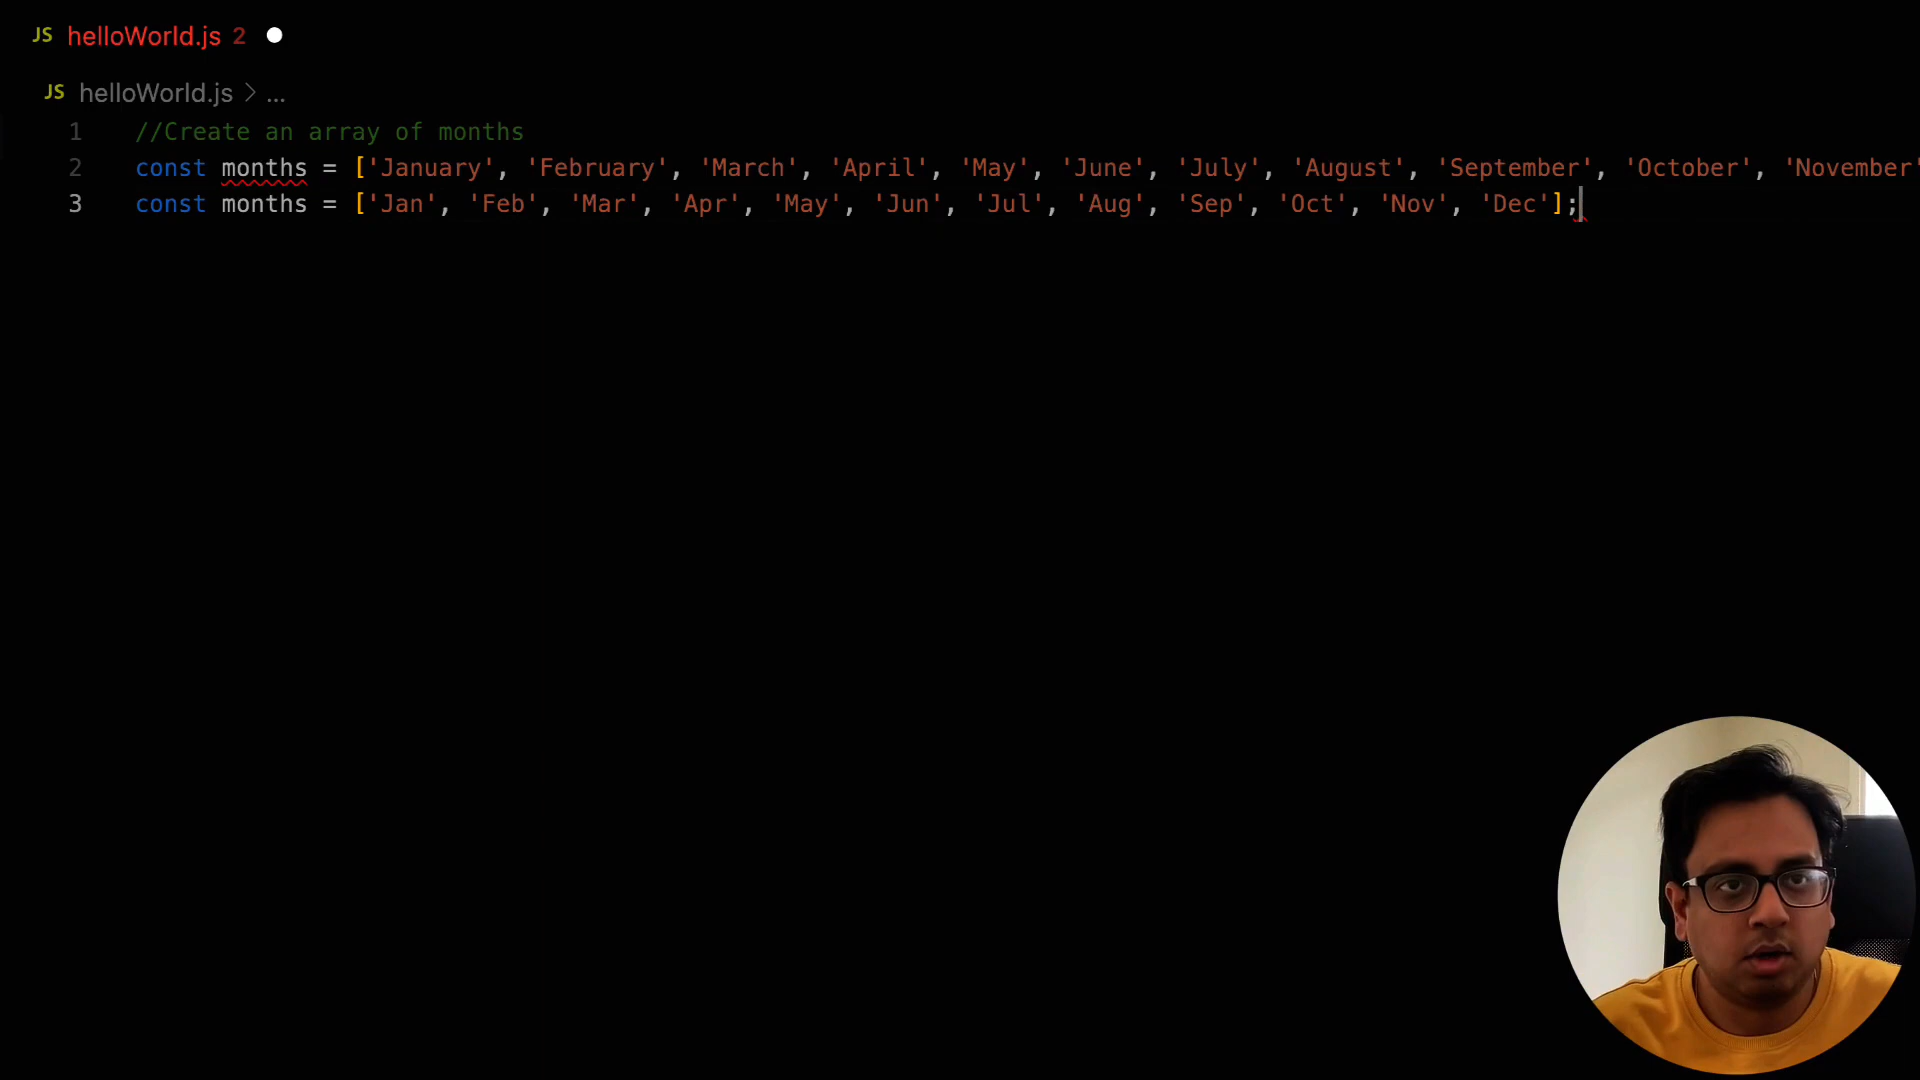 JS helloWorld.js 2
JS helloWorld.js > ...
1 //Create an array of months
2 const months = ['January', 'February', 'March', 'April', 'May', 'June', 'July', 'August', 'September', 'October', 'November'
3 const months = ['Jan', 'Feb', 'Mar', 'Apr', 'May', 'Jun', 'Jul', 'Aug', 'Sep', 'Oct', 'Nov', 'Dec'];